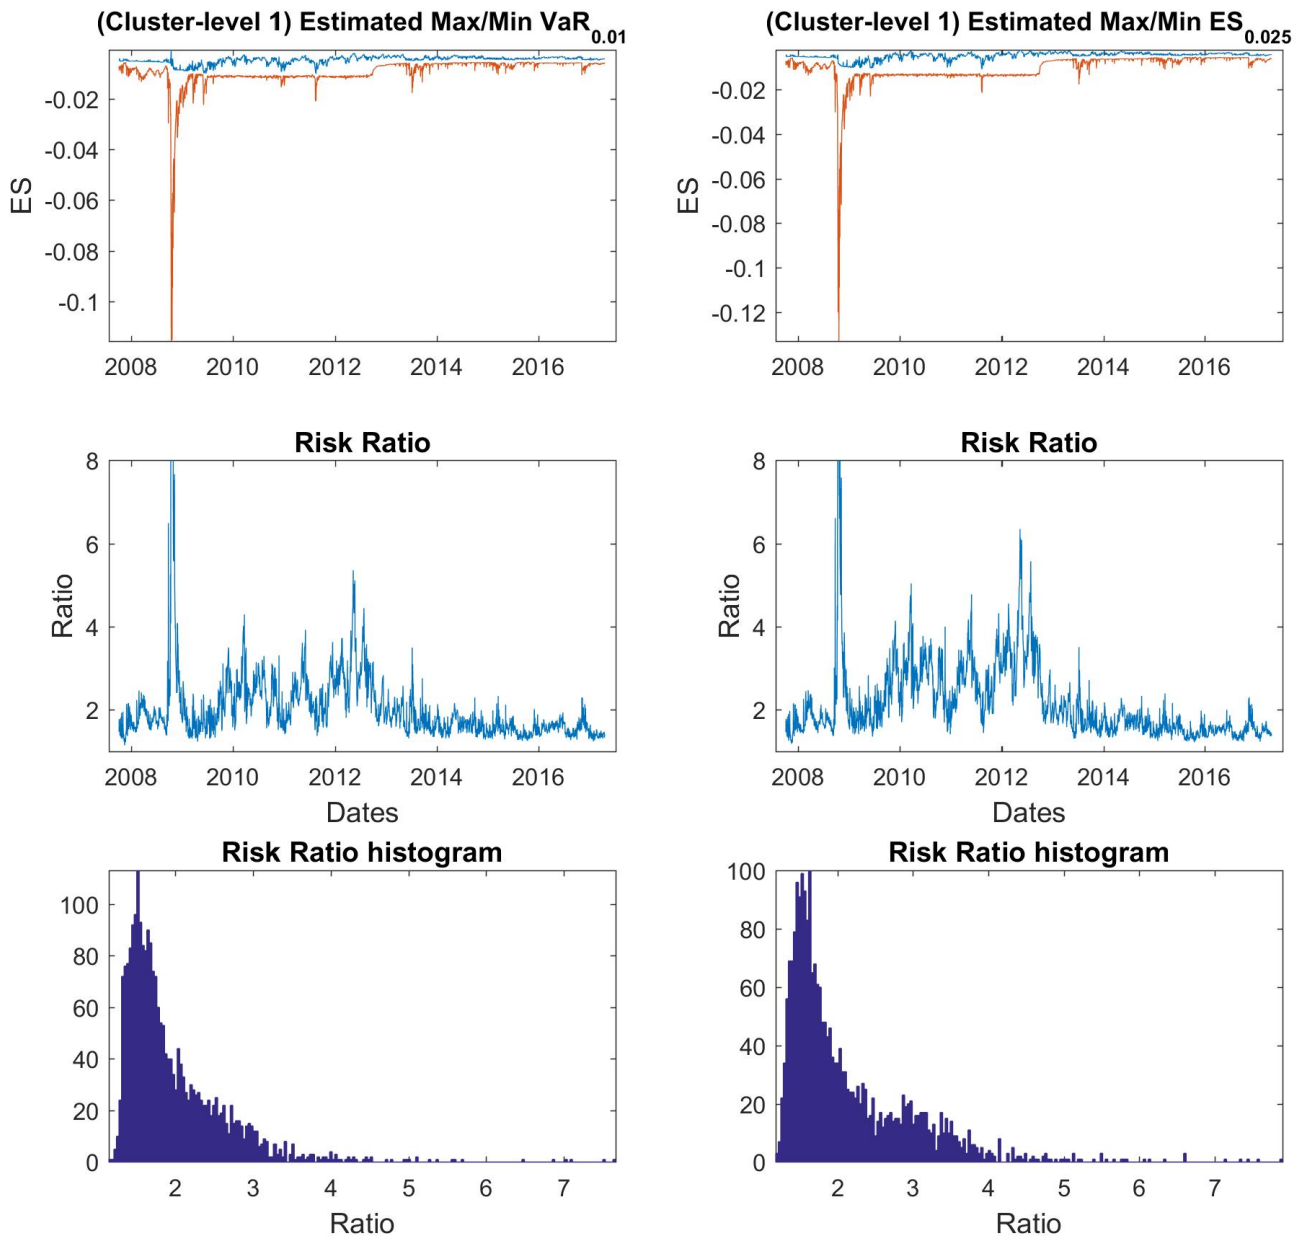 (Cluster-level 1) Estimated Max/Min VaR0.01
ES
-0.02
-0.04
-0.06
-0.08
-0.1
2008 2010 2012 2014 2016
(Cluster-level 1) Estimated Max/Min ES0.025
ES
-0.02
-0.04
-0.06
-0.08
-0.1
-0.12
2008 2010 2012 2014 2016
Risk Ratio
Ratio
8
6
4
2
2008 2010 2012 2014 2016
Dates
Risk Ratio
Ratio
8
6
4
2
2008 2010 2012 2014 2016
Dates
Risk Ratio histogram
100
80
60
40
20
0
2 3 4 5 6 7
Ratio
Risk Ratio histogram
100
80
60
40
20
0
2 3 4 5 6 7
Ratio